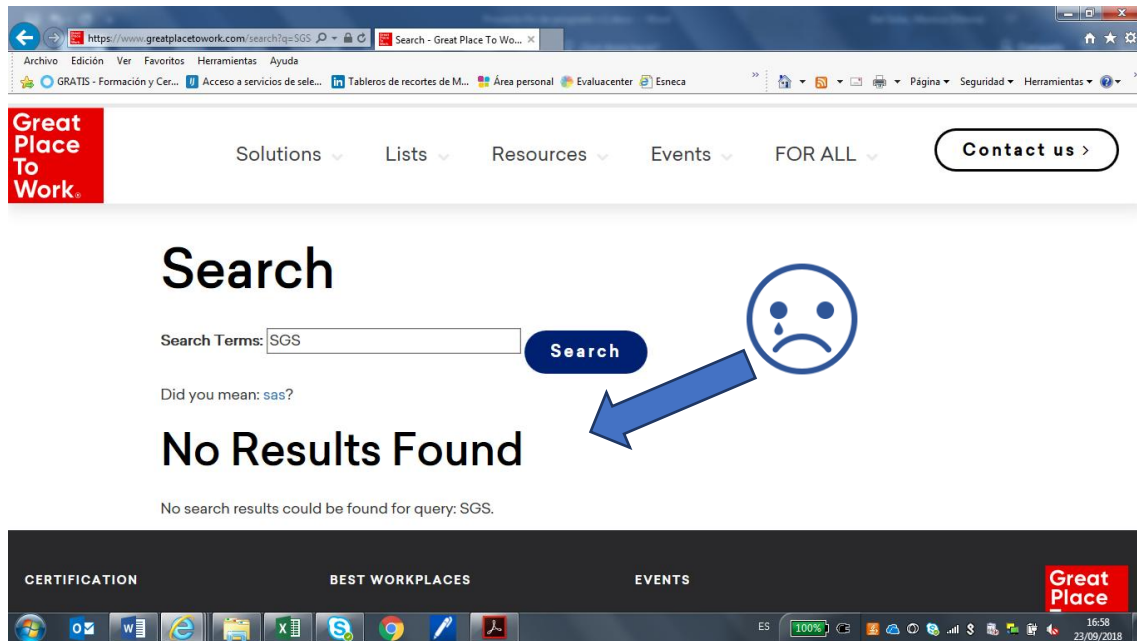 https://www.greatplacetowork.com/search?q=SGS
Search - Great Place To Wo...
Archivo Edición Ver Favoritos Herramientas Ayuda
GRATIS - Formación y Cer... Acceso a servicios de sele... Tableros de recortes de M... Área personal Evaluacenter Esneca » Página Seguridad Herramientas
Great
Place
To
Work®
Solutions Lists Resources Events FOR ALL Contact us >
Search
Search Terms: SGS Search
Did you mean: sas?
No Results Found
No search results could be found for query: SGS.
CERTIFICATION BEST WORKPLACES EVENTS
Great
Place
ES 100% 16:58
23/09/2018